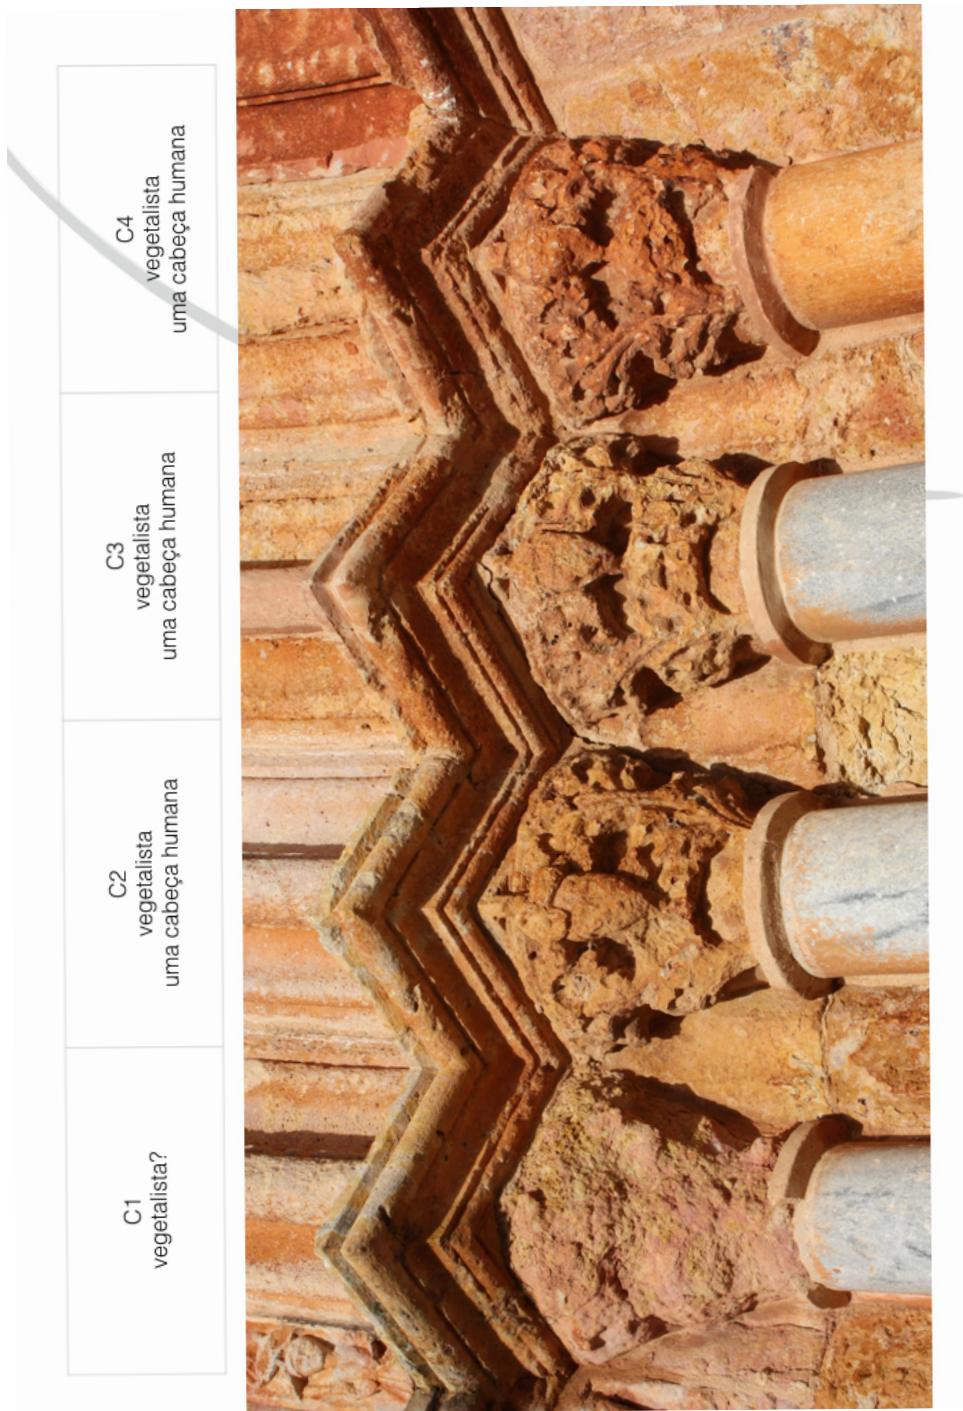 C1
vegetalista?
C2
vegetalista
uma cabeça humana
C3
vegetalista
uma cabeça humana
C4
vegetalista
uma cabeça humana